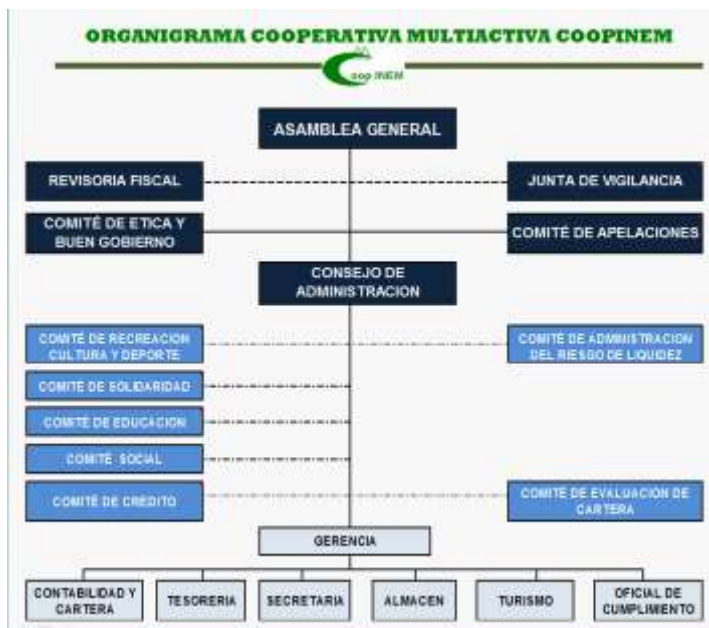 ORGANIGRAMA COOPERATIVA MULTIACTIVA COOPINEM
coop INEM
ASAMBLEA GENERAL
REVISORIA FISCAL
JUNTA DE VIGILANCIA
COMITÉ DE ETICA Y
BUEN GOBIERNO
COMITÉ DE APELACIONES
CONSEJO DE
ADMINISTRACION
COMITÉ DE RECREACION
CULTURA Y DEPORTE
COMITÉ DE ADMINISTRACION
DEL RIESGO DE LIQUIDEZ
COMITÉ DE SOLIDARIDAD
COMITÉ DE EDUCACION
COMITÉ SOCIAL
COMITÉ DE CRÉDITO
COMITÉ DE EVALUACIÓN DE
CARTERA
GERENCIA
CONTABILIDAD Y
CARTERA
TESORERIA
SECRETARIA
ALMACEN
TURISMO
OFICIAL DE
CUMPLIMIENTO